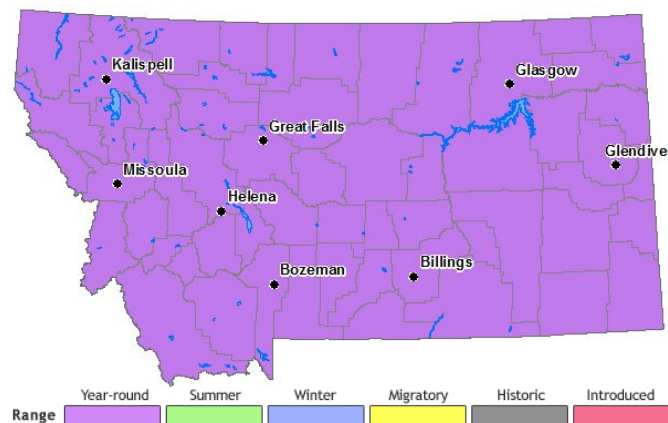 Kalispell
Glasgow
Great Falls
Glendive
Missoula
Helena
Billings
Bozeman
Year-round Summer Winter Migratory Historic Introduced
Range